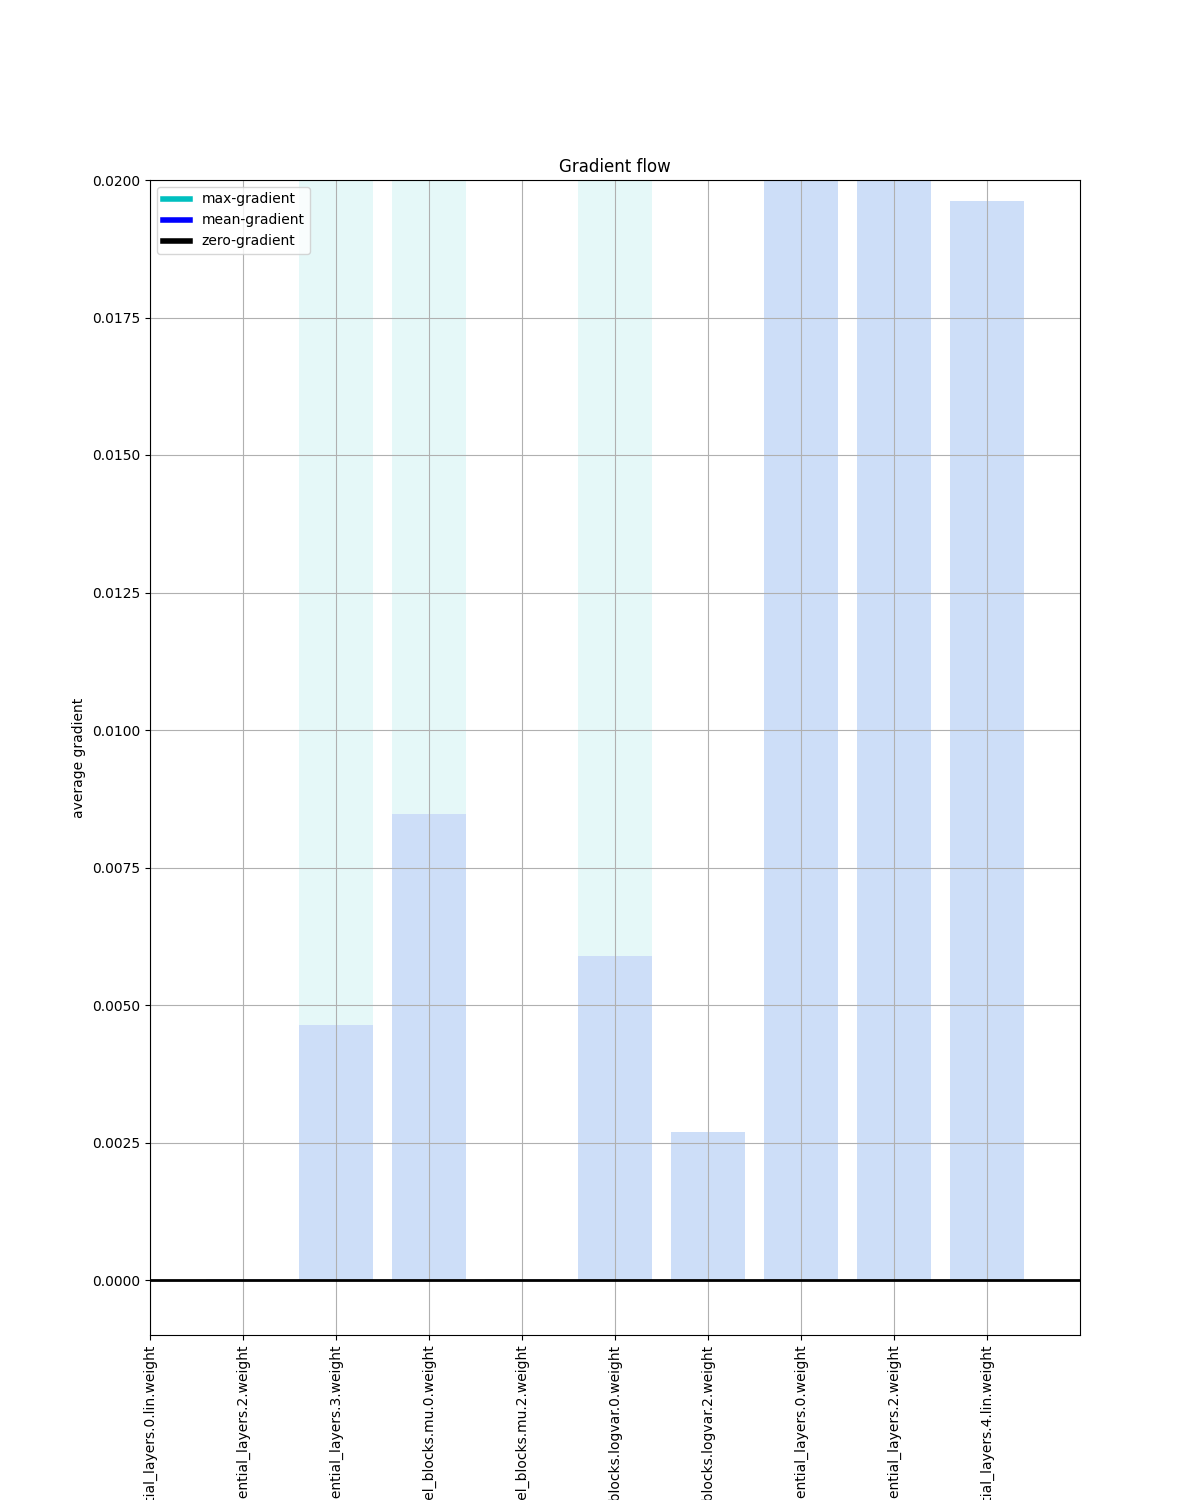 Gradient flow
max-gradient
mean-gradient
zero-gradient
0.0200
0.0175
0.0150
0.0125
0.0100
0.0075
0.0050
0.0025
0.0000
average gradient
tial_layers.0.lin.weight
ential_layers.2.weight
ential_layers.3.weight
el_blocks.mu.0.weight
el_blocks.mu.2.weight
blocks.logvar.0.weight
blocks.logvar.2.weight
ential_layers.0.weight
ential_layers.2.weight
tial_layers.4.lin.weight